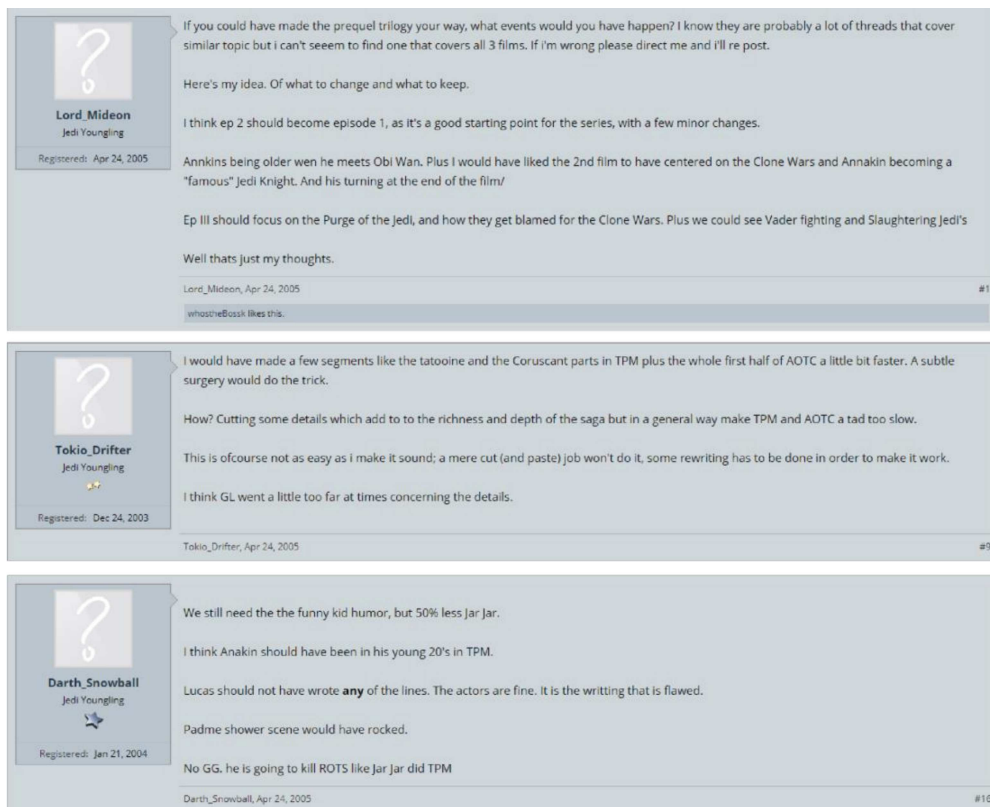 If you could have made the prequel trilogy your way, what events would you have happen? I know they are probably a lot of threads that cover
similar topic but i can't seeem to find one that covers all 3 films. If i'm wrong please direct me and i'll re post.
Here's my idea. Of what to change and what to keep.
I think ep 2 should become episode 1, as it's a good starting point for the series, with a few minor changes.
Annkins being older wen he meets Obi Wan. Plus I would have liked the 2nd film to have centered on the Clone Wars and Annakin becoming a
"famous" Jedi Knight. And his turning at the end of the film/
Ep III should focus on the Purge of the Jedi, and how they get blamed for the Clone Wars. Plus we could see Vader fighting and Slaughtering Jedi's
Well thats just my thoughts.
Lord_Mideon
Jedi Youngling
Registered: Apr 24, 2005
Lord_Mideon, Apr 24, 2005 #1
whostheBossk likes this.
I would have made a few segments like the tatooine and the Coruscant parts in TPM plus the whole first half of AOTC a little bit faster. A subtle
surgery would do the trick.
How? Cutting some details which add to to the richness and depth of the saga but in a general way make TPM and AOTC a tad too slow.
This is ofcourse not as easy as i make it sound; a mere cut (and paste) job won't do it, some rewriting has to be done in order to make it work.
I think GL went a little too far at times concerning the details.
Tokio_Drifter
Jedi Youngling
Registered: Dec 24, 2003
Tokio_Drifter, Apr 24, 2005 #9
We still need the the funny kid humor, but 50% less Jar Jar.
I think Anakin should have been in his young 20's in TPM.
Lucas should not have wrote any of the lines. The actors are fine. It is the writting that is flawed.
Padme shower scene would have rocked.
No GG. he is going to kill ROTS like Jar Jar did TPM
Darth_Snowball
Jedi Youngling
Registered: Jan 21, 2004
Darth_Snowball, Apr 24, 2005 #16